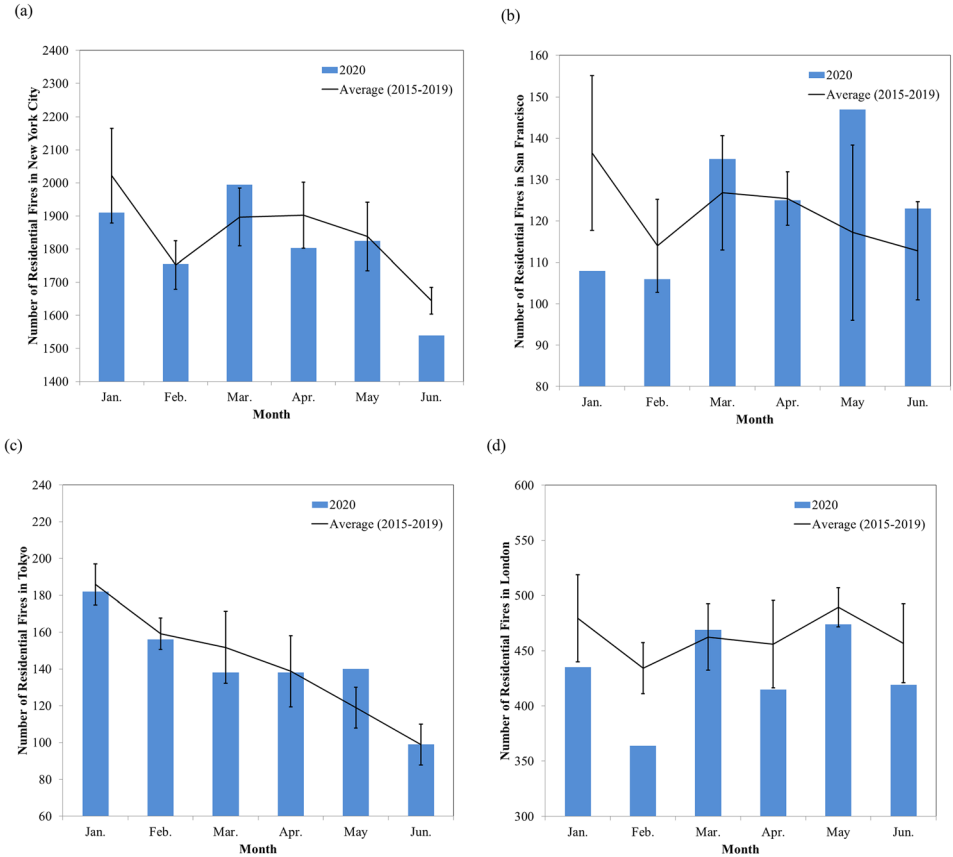 (a)
Number of Residential Fires in New York City
2400
2300
2200
2100
2000
1900
1800
1700
1600
1500
1400
2020
Average (2015-2019)
Jan. Feb. Mar. Apr. May Jun.
Month
(b)
Number of Residential Fires in San Francisco
160
150
140
130
120
110
100
90
80
2020
Average (2015-2019)
Jan. Feb. Mar. Apr. May Jun.
Month
(c)
Number of Residential Fires in Tokyo
240
220
200
180
160
140
120
100
80
60
2020
Average (2015-2019)
Jan. Feb. Mar. Apr. May Jun.
Month
(d)
Number of Residential Fires in London
600
550
500
450
400
350
300
2020
Average (2015-2019)
Jan. Feb. Mar. Apr. May Jun.
Month